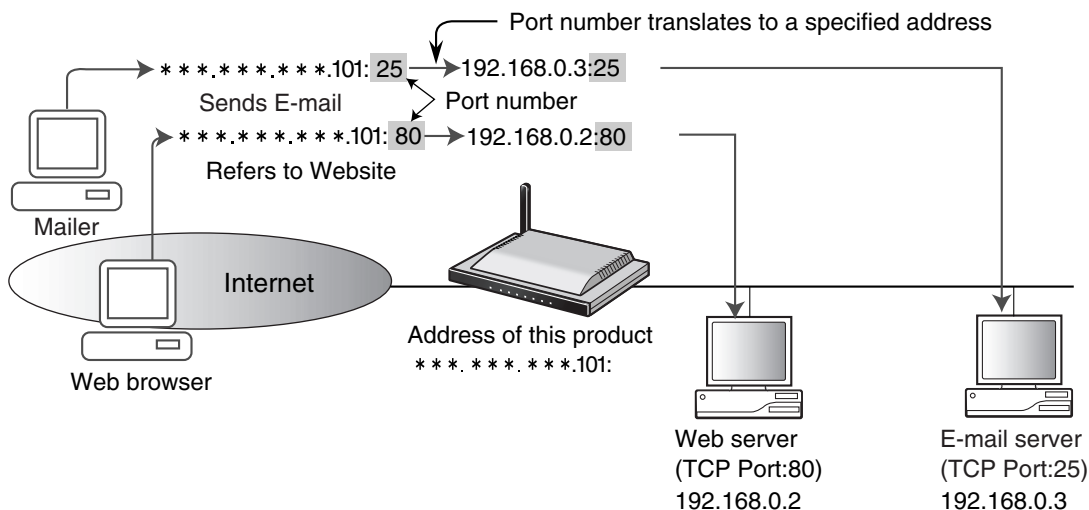 Port number translates to a specified address
***.***.***.101: 25 192.168.0.3:25
Sends E-mail
Port number
***.***.***.101: 80 192.168.0.2:80
Refers to Website
Mailer
Internet
Web browser
Address of this product
***.***.***.101:
Web server
(TCP Port:80)
192.168.0.2
E-mail server
(TCP Port:25)
192.168.0.3